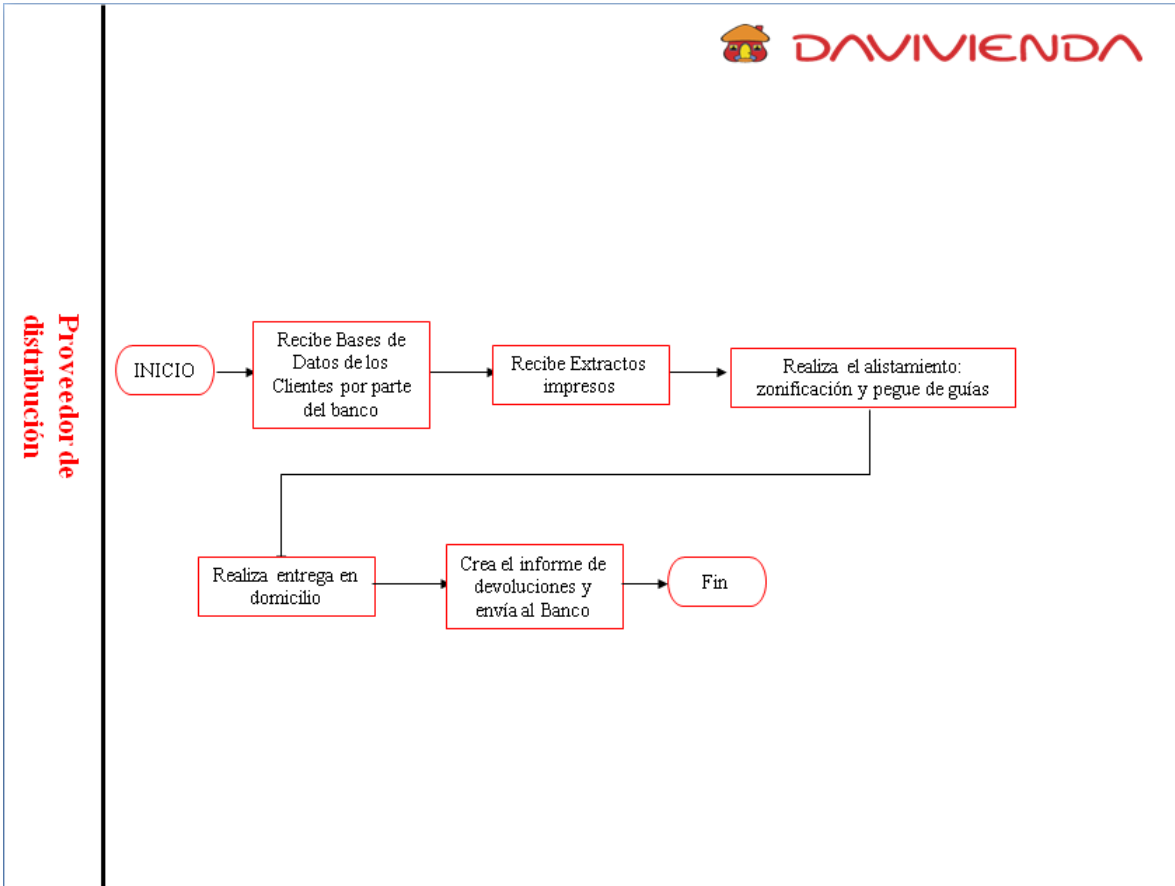 DAVIVIENDA
Proveedor de
distribución
INICIO
Recibe Bases de
Datos de los
Clientes por parte
del banco
Recibe Extractos
impresos
Realiza el alistamiento:
zonificación y pegue de guías
Realiza entrega en
domicilio
Crea el informe de
devoluciones y
envía al Banco
Fin